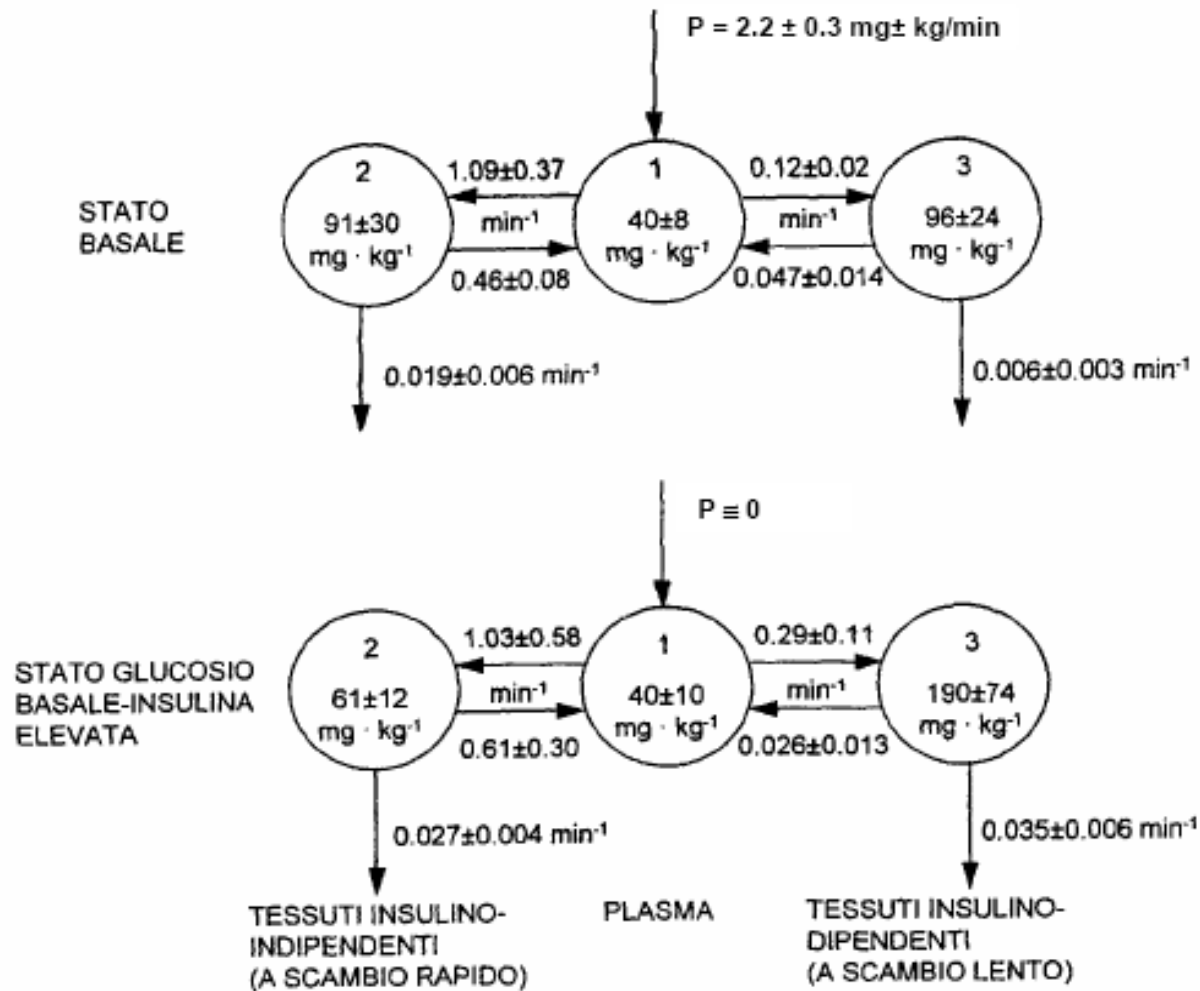 P = 2.2 ± 0.3 mg± kg/min
STATO
BASALE
2
91±30
mg · kg⁻¹
1.09±0.37
min⁻¹
0.46±0.08
1
40±8
mg · kg⁻¹
0.12±0.02
min⁻¹
0.047±0.014
3
96±24
mg · kg⁻¹
0.019±0.006 min⁻¹
0.006±0.003 min⁻¹
P ≡ 0
STATO GLUCOSIO
BASALE-INSULINA
ELEVATA
2
61±12
mg · kg⁻¹
1.03±0.58
min⁻¹
0.61±0.30
1
40±10
mg · kg⁻¹
0.29±0.11
min⁻¹
0.026±0.013
3
190±74
mg · kg⁻¹
0.027±0.004 min⁻¹
0.035±0.006 min⁻¹
TESSUTI INSULINO-
INDIPENDENTI
(A SCAMBIO RAPIDO)
PLASMA
TESSUTI INSULINO-
DIPENDENTI
(A SCAMBIO LENTO)